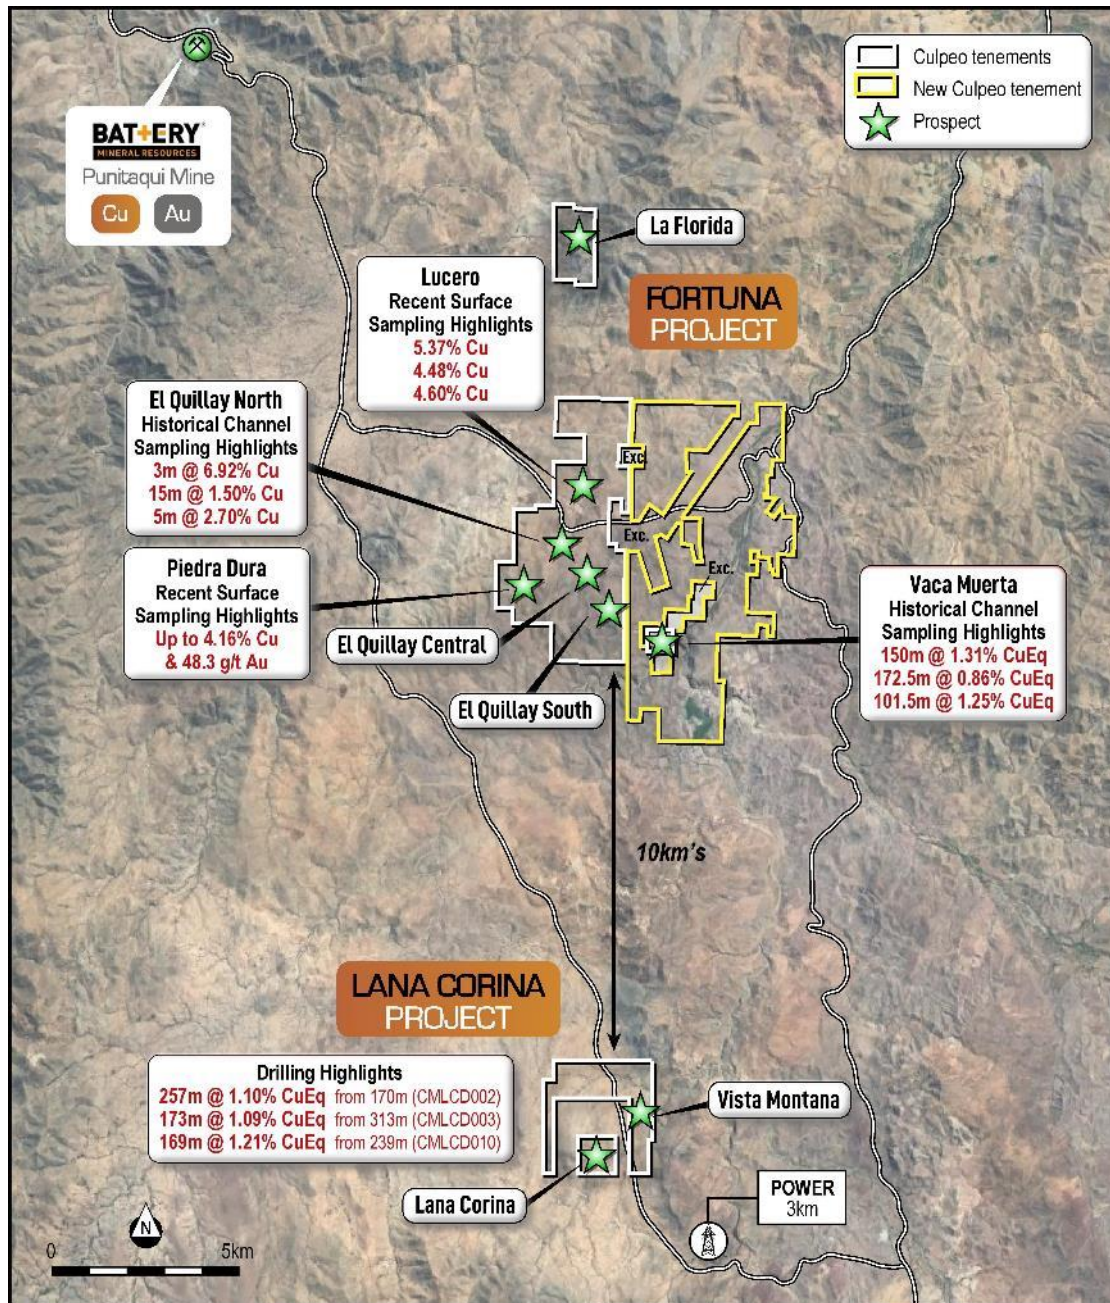 Culpeo tenements
New Culpeo tenement
Prospect
BATTERY
MINERAL RESOURCES
Punitaqui Mine
Cu
Au
La Florida
FORTUNA
PROJECT
Lucero
Recent Surface
Sampling Highlights
5.37% Cu
4.48% Cu
4.60% Cu
El Quillay North
Historical Channel
Sampling Highlights
3m @ 6.92% Cu
15m @ 1.50% Cu
5m @ 2.70% Cu
Exc.
Exc.
Exc.
Piedra Dura
Recent Surface
Sampling Highlights
Up to 4.16% Cu
& 48.3 g/t Au
El Quillay Central
El Quillay South
Vaca Muerta
Historical Channel
Sampling Highlights
150m @ 1.31% CuEq
172.5m @ 0.86% CuEq
101.5m @ 1.25% CuEq
10km's
LANA CORINA
PROJECT
Drilling Highlights
257m @ 1.10% CuEq from 170m (CMLCD002)
173m @ 1.09% CuEq from 313m (CMLCD003)
169m @ 1.21% CuEq from 239m (CMLCD010)
Vista Montana
Lana Corina
POWER
3km
N
0 5km